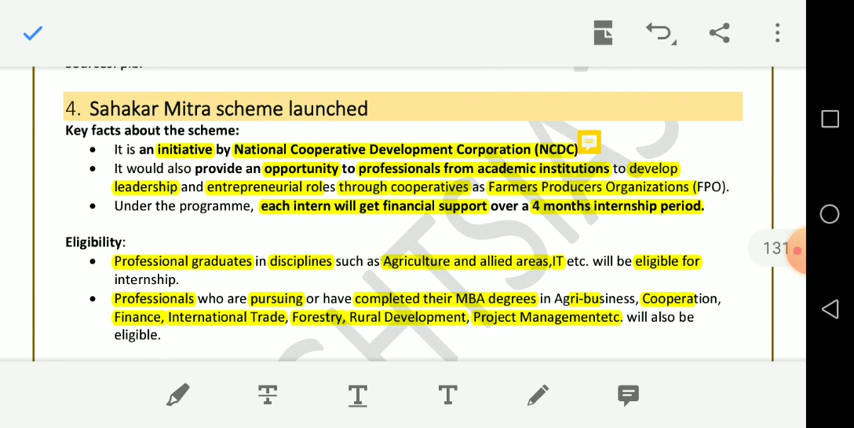 4. Sahakar Mitra scheme launched
Key facts about the scheme:
• It is an initiative by National Cooperative Development Corporation (NCDC)
• It would also provide an opportunity to professionals from academic institutions to develop
leadership and entrepreneurial roles through cooperatives as Farmers Producers Organizations (FPO).
• Under the programme, each intern will get financial support over a 4 months internship period.
Eligibility:
• Professional graduates in disciplines such as Agriculture and allied areas,IT etc. will be eligible for
internship.
• Professionals who are pursuing or have completed their MBA degrees in Agri-business, Cooperation,
Finance, International Trade, Forestry, Rural Development, Project Managementetc. will also be
eligible.
131